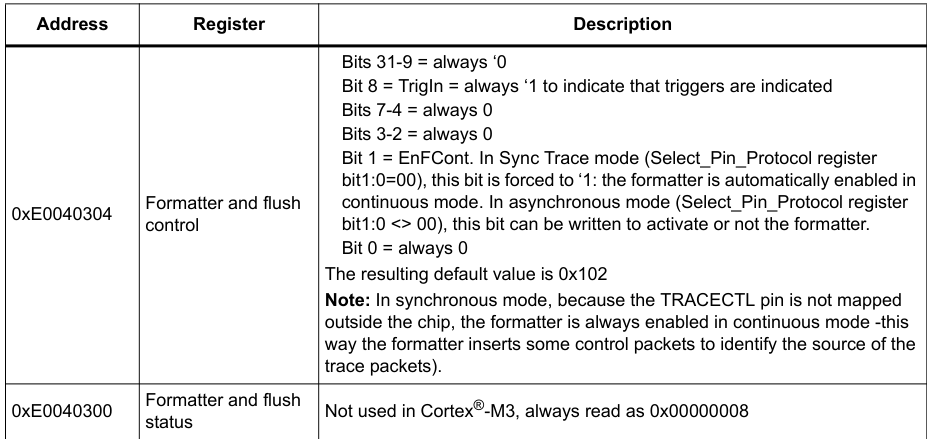 Address Register Description
Bits 31-9 = always ‘0
Bit 8 = TrigIn = always ‘1 to indicate that triggers are indicated
Bits 7-4 = always 0
Bits 3-2 = always 0
Bit 1 = EnFCont. In Sync Trace mode (Select_Pin_Protocol register
bit1:0=00), this bit is forced to ‘1: the formatter is automatically enabled in
0xE0040304 Formatter and flush control
continuous mode. In asynchronous mode (Select_Pin_Protocol register
bit1:0 <> 00), this bit can be written to activate or not the formatter.
Bit 0 = always 0
The resulting default value is 0x102
Note: In synchronous mode, because the TRACECTL pin is not mapped
outside the chip, the formatter is always enabled in continuous mode -this
way the formatter inserts some control packets to identify the source of the
trace packets).
0xE0040300 Formatter and flush status Not used in Cortex®-M3, always read as 0x00000008